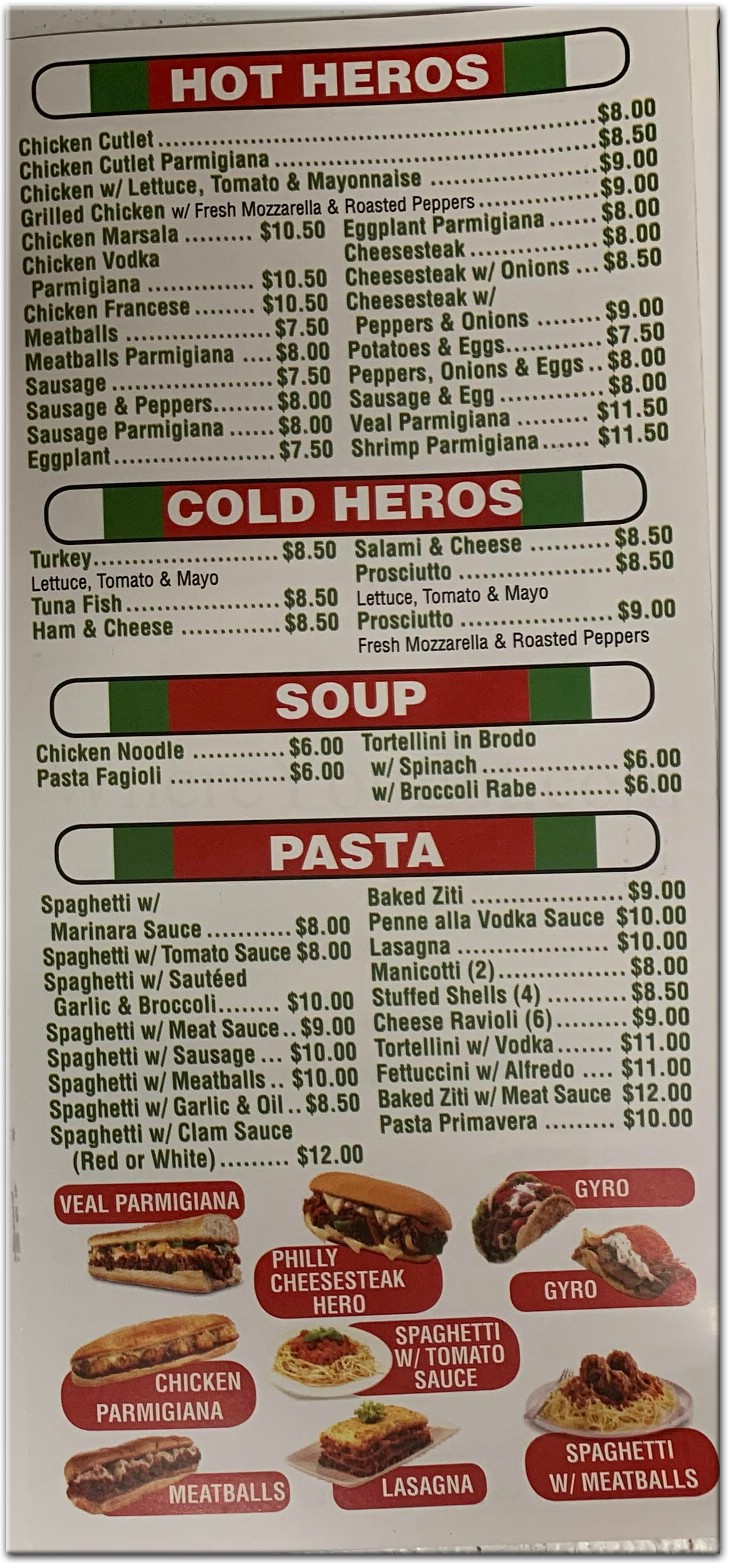 HOT HEROS
Chicken Cutlet ........ $8.00
Chicken Cutlet Parmigiana ........ $8.50
Chicken w/ Lettuce, Tomato & Mayonnaise ........ $9.00
Grilled Chicken w/ Fresh Mozzarella & Roasted Peppers ........ $9.00
Chicken Marsala ......... $10.50
Chicken Vodka
Parmigiana .............. $10.50
Chicken Francese ........ $10.50
Meatballs ................... $7.50
Meatballs Parmigiana .... $8.00
Sausage ..................... $7.50
Sausage & Peppers........ $8.00
Sausage Parmigiana ...... $8.00
Eggplant..................... $7.50
Eggplant Parmigiana ...... $8.00
Cheesesteak ................ $8.00
Cheesesteak w/ Onions ... $8.50
Cheesesteak w/
Peppers & Onions ........ $9.00
Potatoes & Eggs............ $7.50
Peppers, Onions & Eggs .. $8.00
Sausage & Egg ............. $8.00
Veal Parmigiana ......... $11.50
Shrimp Parmigiana...... $11.50
COLD HEROS
Turkey........................ $8.50
Lettuce, Tomato & Mayo
Tuna Fish.................... $8.50
Ham & Cheese ............. $8.50
Salami & Cheese .......... $8.50
Prosciutto .................... $8.50
Lettuce, Tomato & Mayo
Prosciutto .................... $9.00
Fresh Mozzarella & Roasted Peppers
SOUP
Chicken Noodle ............ $6.00
Pasta Fagioli ............... $6.00
Tortellini in Brodo
w/ Spinach .................. $6.00
w/ Broccoli Rabe.......... $6.00
PASTA
Spaghetti w/
Marinara Sauce ........... $8.00
Spaghetti w/ Tomato Sauce $8.00
Spaghetti w/ Sautéed
Garlic & Broccoli........ $10.00
Spaghetti w/ Meat Sauce.. $9.00
Spaghetti w/ Sausage ... $10.00
Spaghetti w/ Meatballs .. $10.00
Spaghetti w/ Garlic & Oil .. $8.50
Spaghetti w/ Clam Sauce
(Red or White)......... $12.00
Baked Ziti .................... $9.00
Penne alla Vodka Sauce $10.00
Lasagna .................... $10.00
Manicotti (2)................. $8.00
Stuffed Shells (4) .......... $8.50
Cheese Ravioli (6) ......... $9.00
Tortellini w/ Vodka....... $11.00
Fettuccini w/ Alfredo .... $11.00
Baked Ziti w/ Meat Sauce $12.00
Pasta Primavera ......... $10.00
VEAL PARMIGIANA
PHILLY
CHEESESTEAK
HERO
GYRO
GYRO
CHICKEN
PARMIGIANA
SPAGHETTI
W/ TOMATO
SAUCE
MEATBALLS
LASAGNA
SPAGHETTI
W/ MEATBALLS